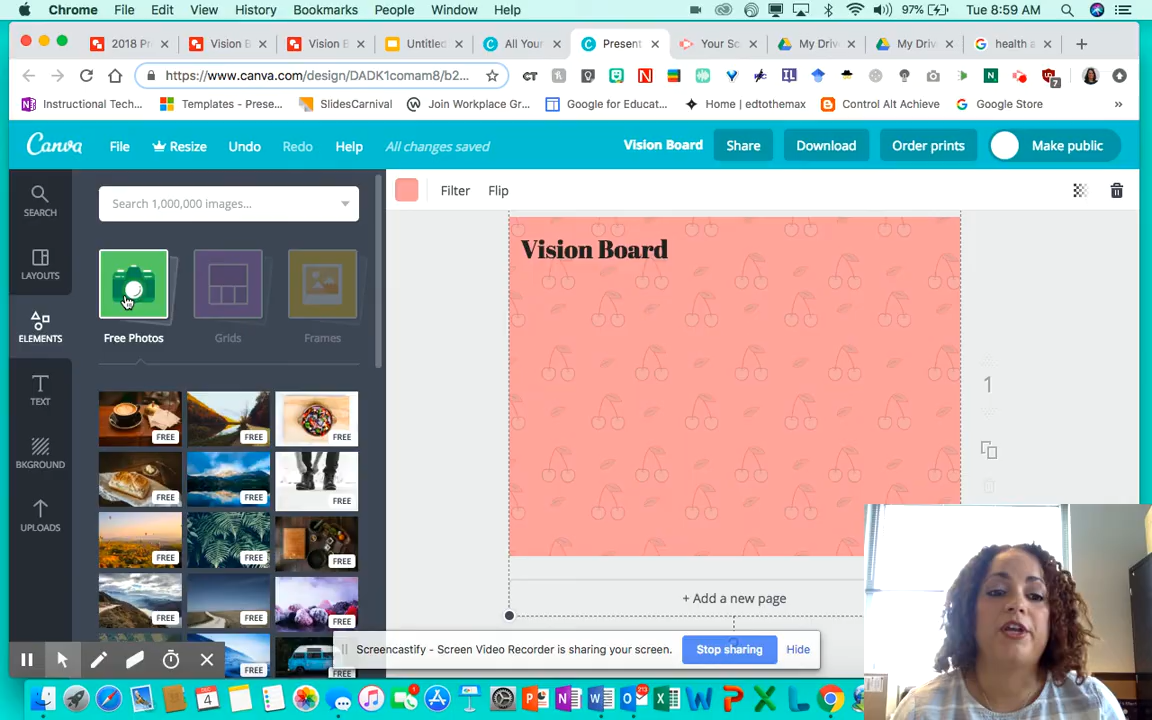 Chrome File Edit View History Bookmarks People Window Help 97% Tue 8:59 AM
2018 Pr Vision B Vision B Untitled All Your Present Your Sc My Driv My Driv health a
https://www.canva.com/design/DADK1comam8/b2...
Instructional Tech... Templates - Prese... SlidesCarnival Join Workplace Gr... Google for Educat... Home | edtothemax Control Alt Achieve Google Store »
Canva File Resize Undo Redo Help All changes saved Vision Board Share Download Order prints Make public
SEARCH
LAYOUTS
ELEMENTS
TEXT
BKGROUND
UPLOADS
Search 1,000,000 images...
Free Photos Grids Frames
FREE FREE FREE
FREE FREE FREE
FREE FREE FREE
FREE FREE FREE
Filter Flip
Vision Board
1
+ Add a new page
Screencastify - Screen Video Recorder is sharing your screen. Stop sharing Hide